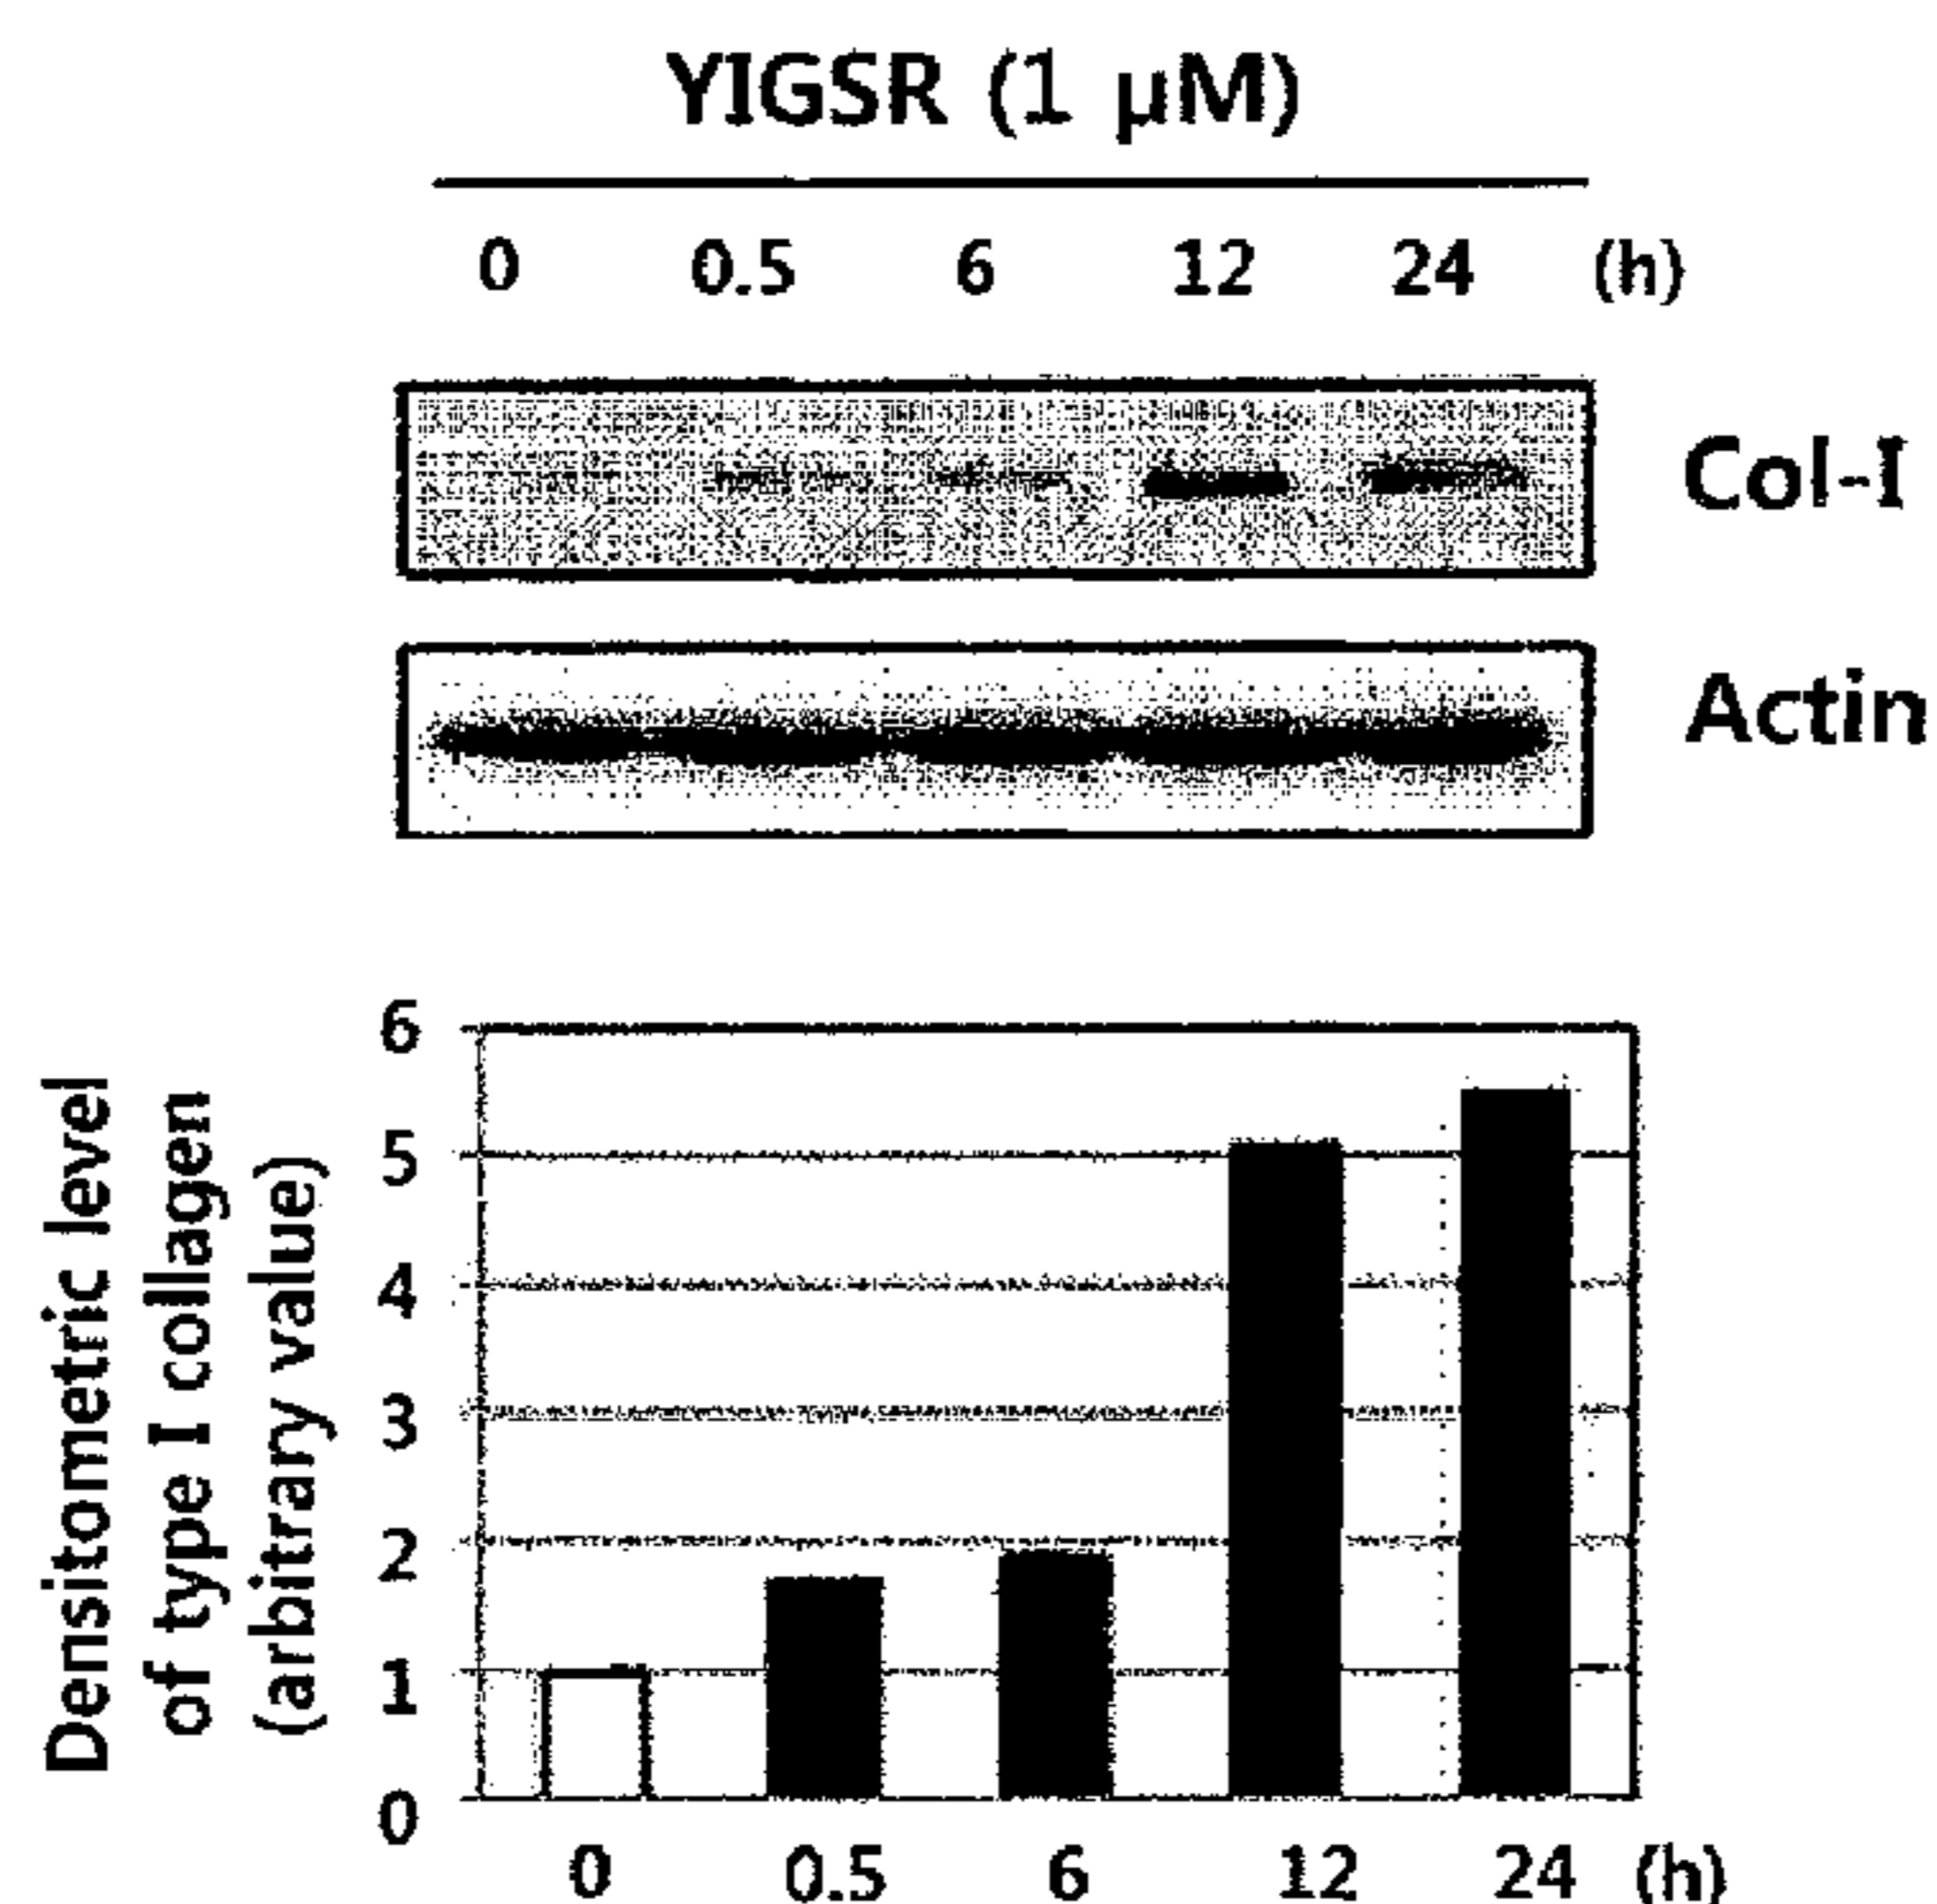 YIGSR (1 μM)
0 0.5 6 12 24 (h)
Col-I
Actin
Densitometric level
of type I collagen
(arbitrary value)
6
5
4
3
2
1
0
0 0.5 6 12 24 (h)